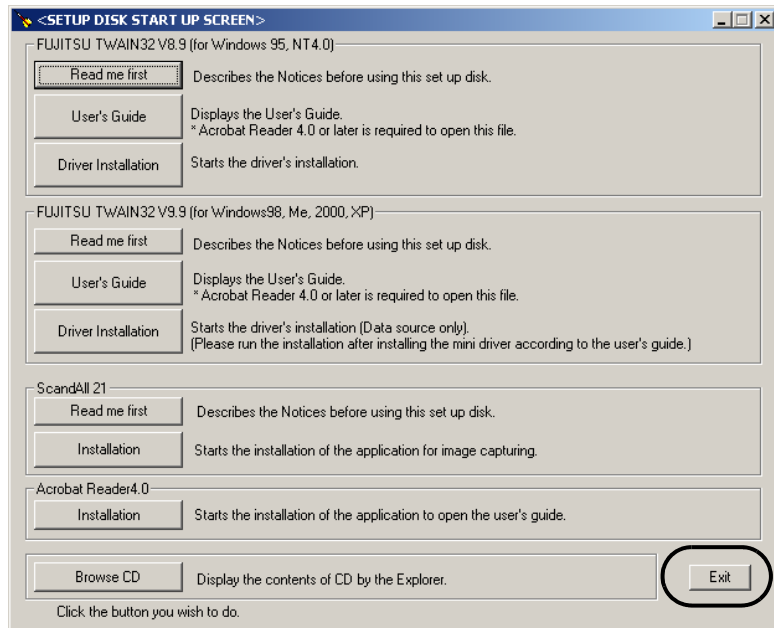 <SETUP DISK START UP SCREEN>
FUJITSU TWAIN32 V8.9 (for Windows 95, NT4.0)
Read me first
Describes the Notices before using this set up disk.
User's Guide
Displays the User's Guide.
* Acrobat Reader 4.0 or later is required to open this file.
Driver Installation
Starts the driver's installation.
FUJITSU TWAIN32 V9.9 (for Windows98, Me, 2000, XP)
Read me first
Describes the Notices before using this set up disk.
User's Guide
Displays the User's Guide.
* Acrobat Reader 4.0 or later is required to open this file.
Driver Installation
Starts the driver's installation (Data source only).
(Please run the installation after installing the mini driver according to the user's guide.)
ScandAll 21
Read me first
Describes the Notices before using this set up disk.
Installation
Starts the installation of the application for image capturing.
Acrobat Reader4.0
Installation
Starts the installation of the application to open the user's guide.
Browse CD
Display the contents of CD by the Explorer.
Exit
Click the button you wish to do.